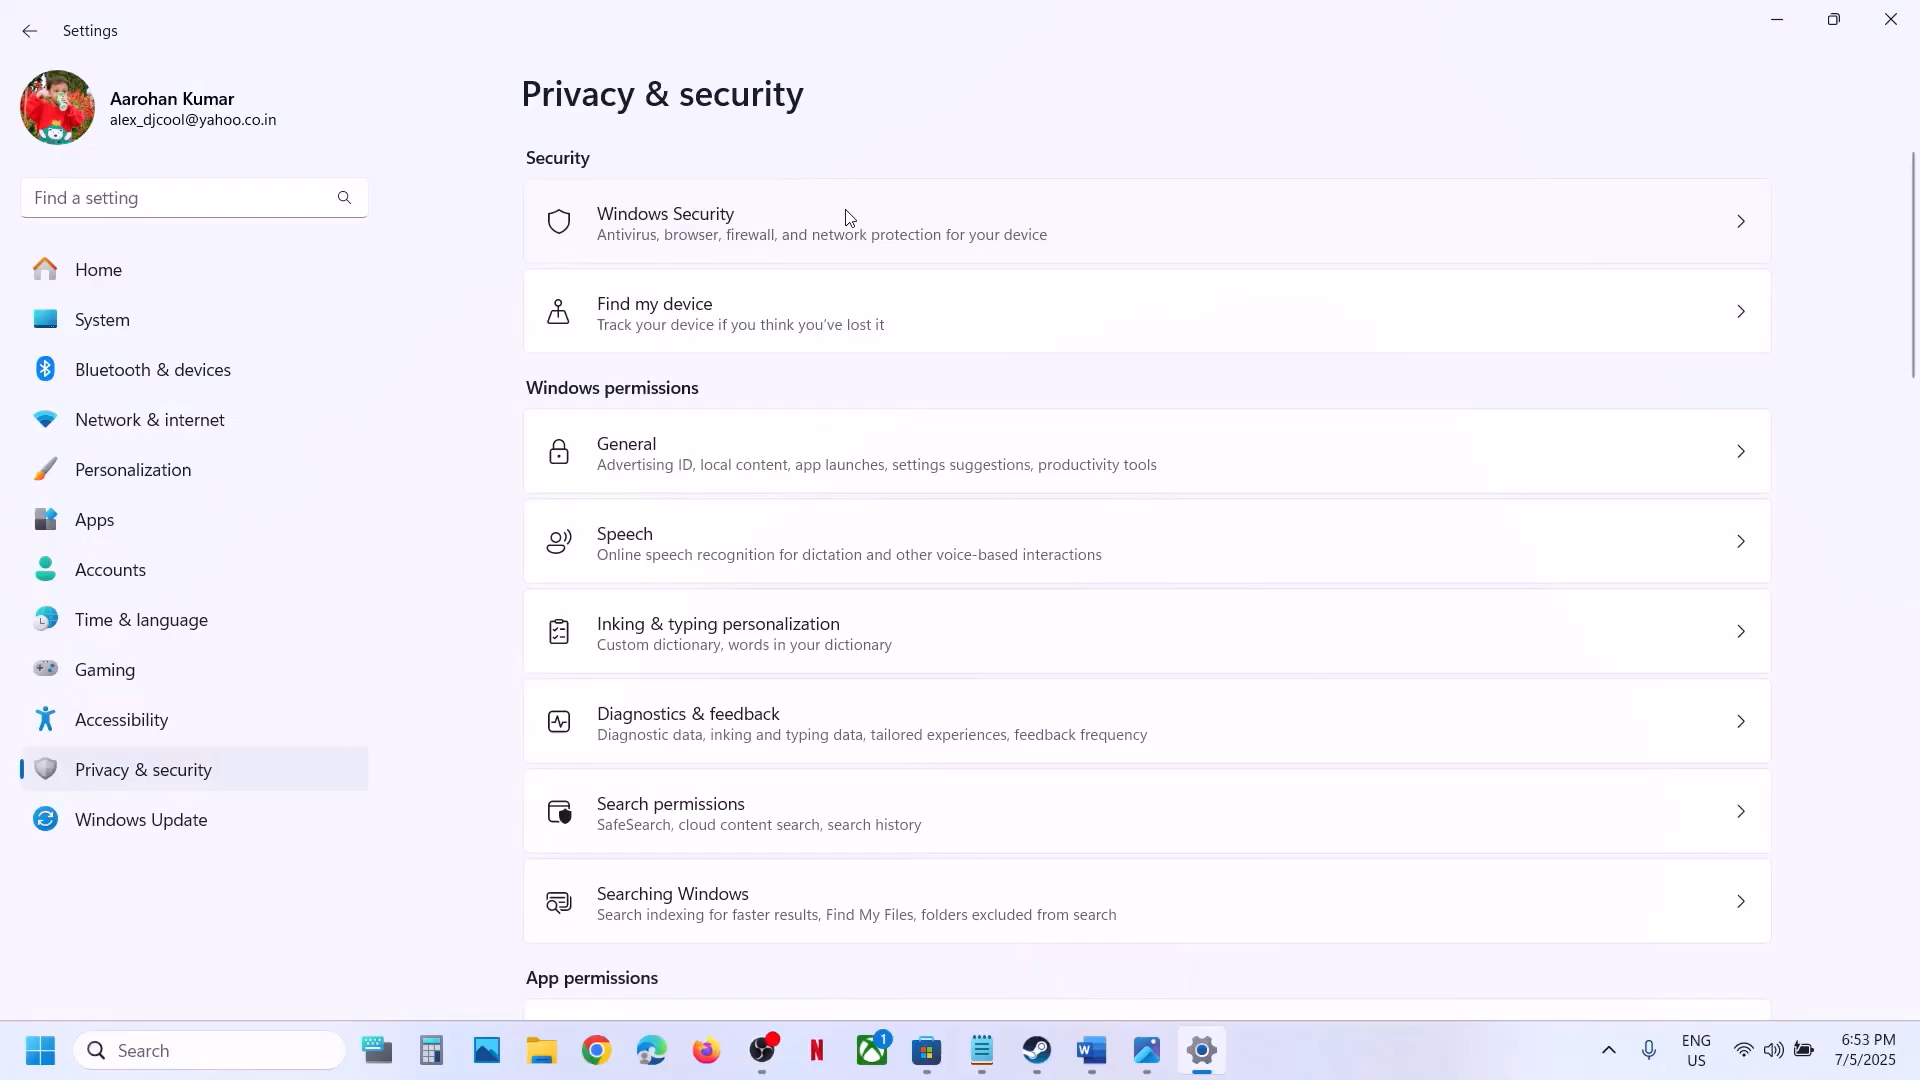 Settings
Aarohan Kumar
alex_djcool@yahoo.co.in
Find a setting
Home
System
Bluetooth & devices
Network & internet
Personalization
Apps
Accounts
Time & language
Gaming
Accessibility
Privacy & security
Windows Update
Privacy & security
Security
Windows Security
Antivirus, browser, firewall, and network protection for your device
Find my device
Track your device if you think you've lost it
Windows permissions
General
Advertising ID, local content, app launches, settings suggestions, productivity tools
Speech
Online speech recognition for dictation and other voice-based interactions
Inking & typing personalization
Custom dictionary, words in your dictionary
Diagnostics & feedback
Diagnostic data, inking and typing data, tailored experiences, feedback frequency
Search permissions
SafeSearch, cloud content search, search history
Searching Windows
Search indexing for faster results, Find My Files, folders excluded from search
App permissions
Search
N
1
W
ENG
US
6:53 PM
7/5/2025